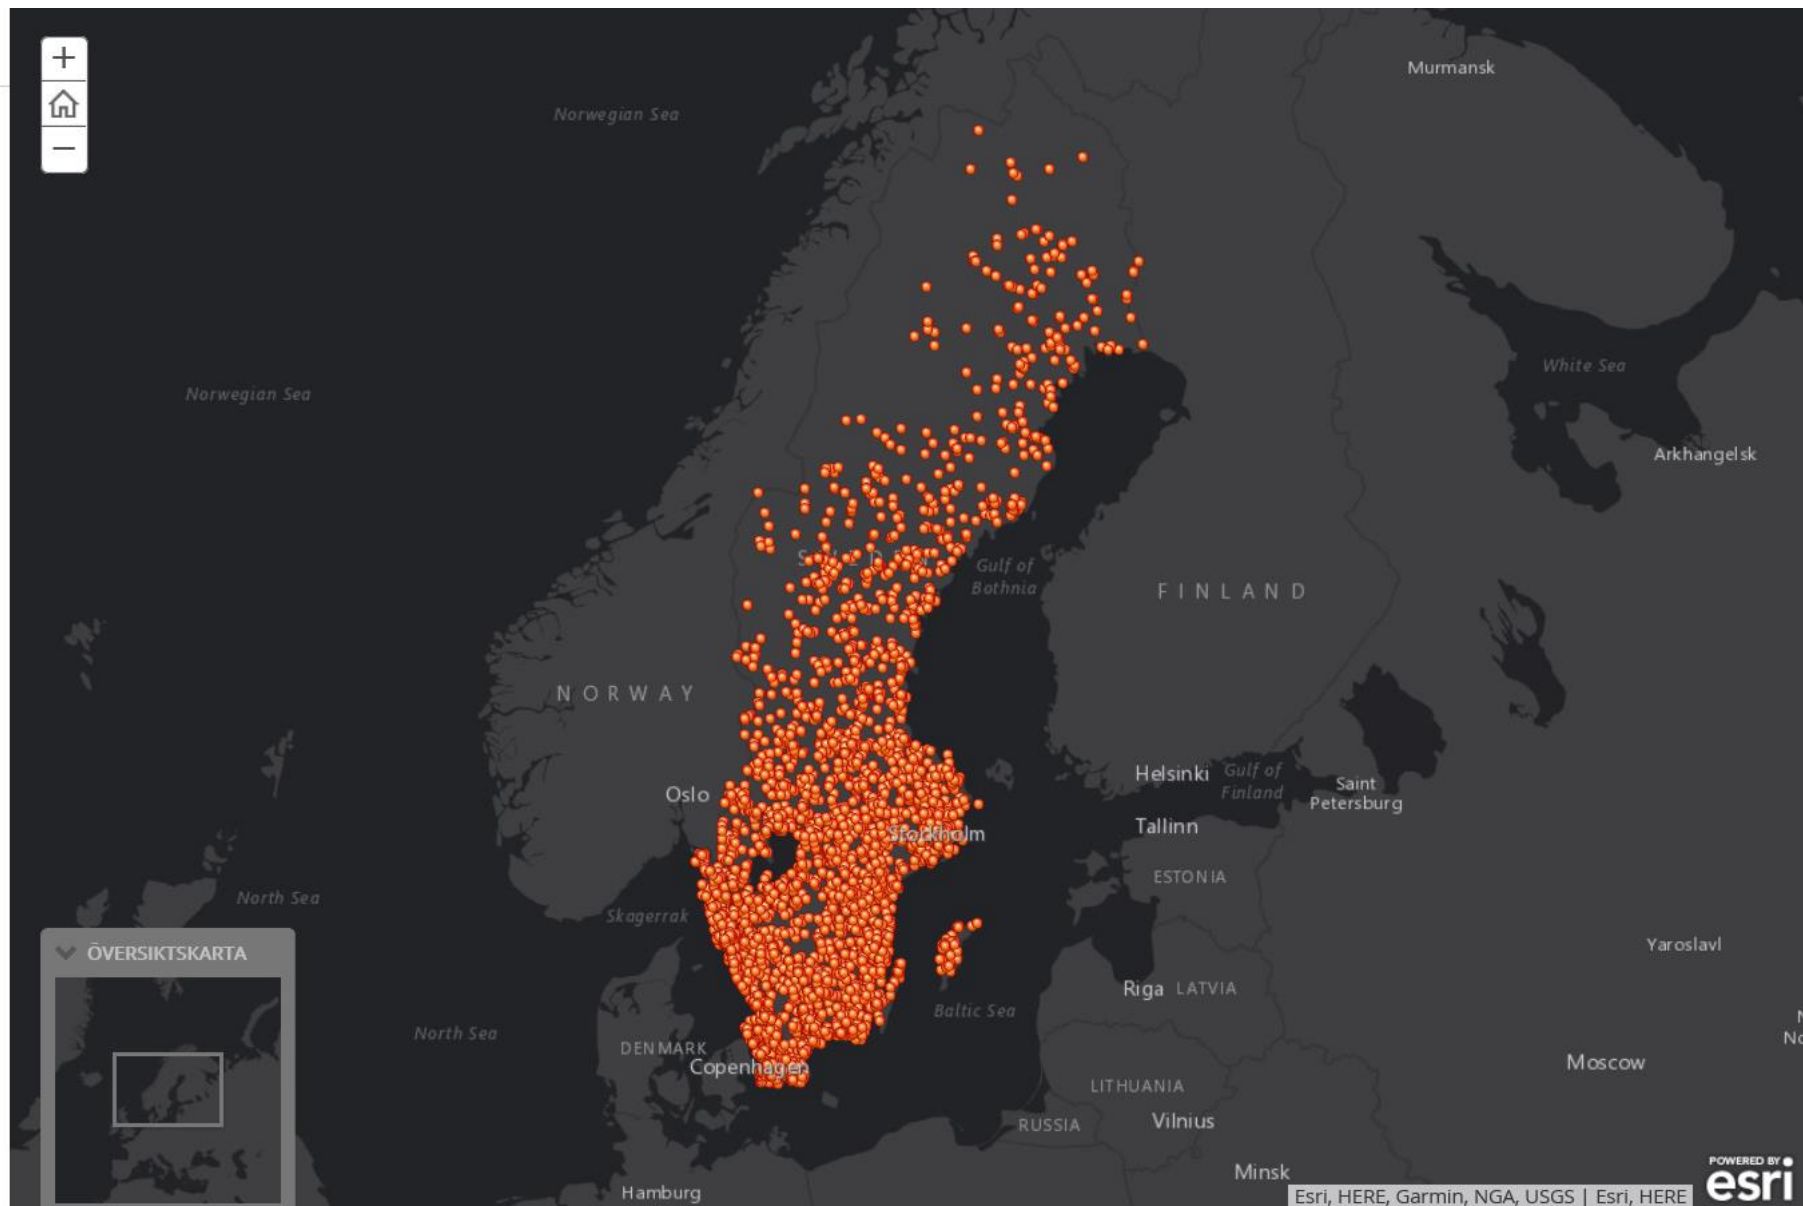 Murmansk
Norwegian Sea
White Sea
Norwegian Sea
Arkhangelsk
SWEDEN
Gulf of
Bothnia
FINLAND
NORWAY
Oslo
Helsinki
Gulf of
Finland
Saint
Petersburg
Stockholm
Tallinn
ESTONIA
North Sea
Skagerrak
ÖVERSIKTSKARTA
Yaroslavl
Riga
LATVIA
Baltic Sea
North Sea
DENMARK
Copenhagen
Moscow
LITHUANIA
RUSSIA
Vilnius
Minsk
Hamburg
POWERED BY
esri
Esri, HERE, Garmin, NGA, USGS | Esri, HERE